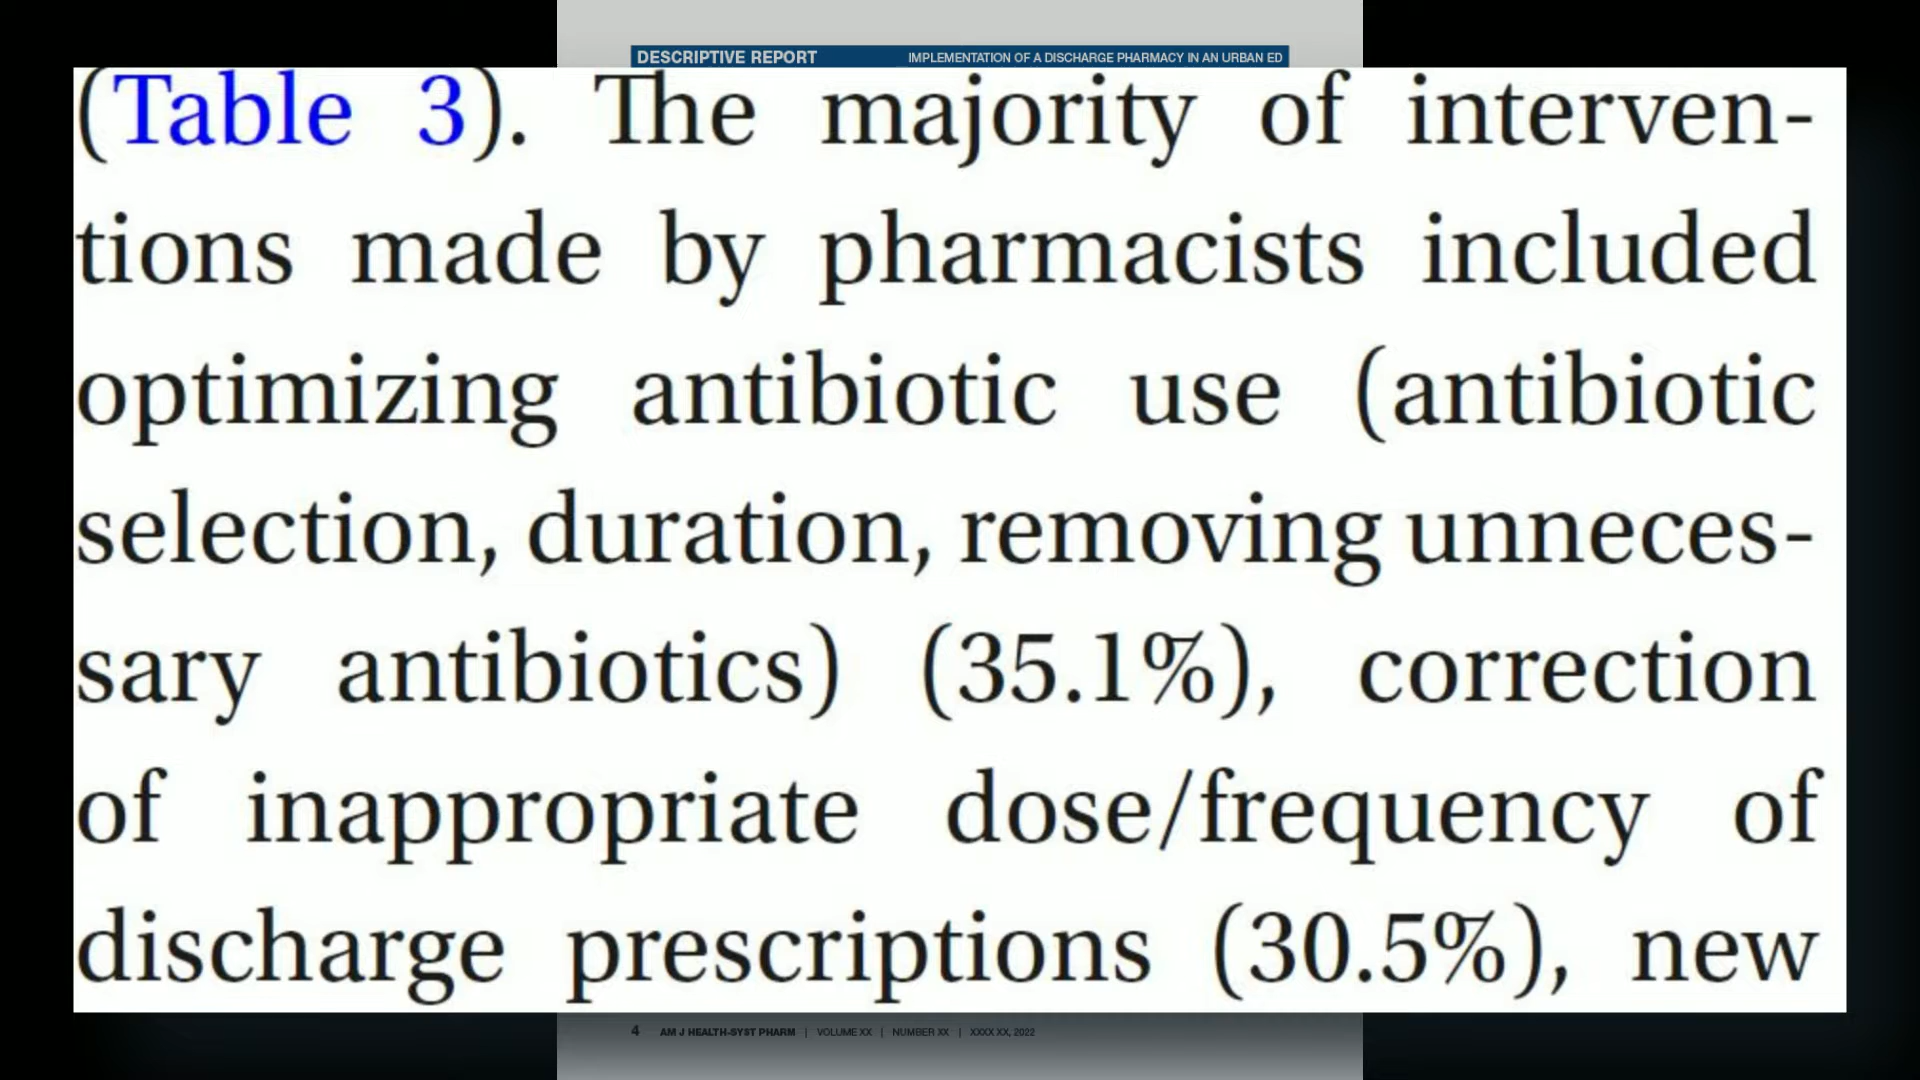 DESCRIPTIVE REPORT IMPLEMENTATION OF A DISCHARGE PHARMACY IN AN URBAN ED
(Table 3). The majority of interven-
tions made by pharmacists included
optimizing antibiotic use (antibiotic
selection, duration, removing unneces-
sary antibiotics) (35.1%), correction
of inappropriate dose/frequency of
discharge prescriptions (30.5%), new
4 AM J HEALTH-SYST PHARM | VOLUME XX | NUMBER XX | XXXX XX, 2022